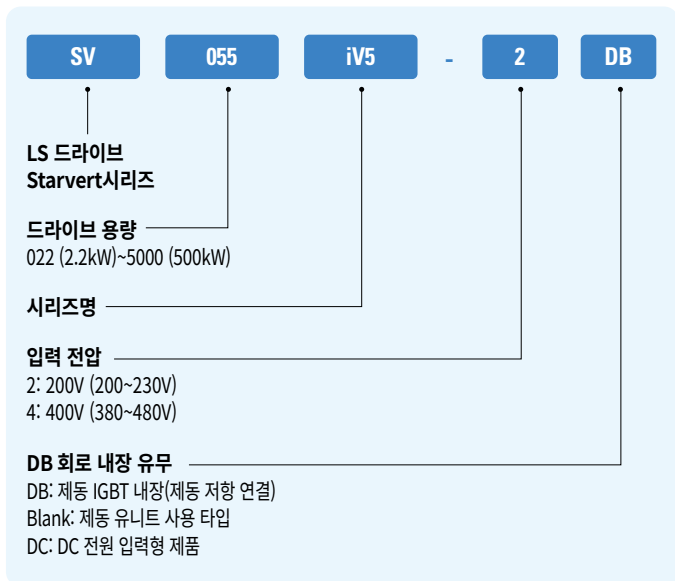 SV 055 iV5 - 2 DB
LS 드라이브
Starvert시리즈
드라이브 용량
022 (2.2kW)~5000 (500kW)
시리즈명
입력 전압
2: 200V (200~230V)
4: 400V (380~480V)
DB 회로 내장 유무
DB: 제동 IGBT 내장(제동 저항 연결)
Blank: 제동 유니트 사용 타입
DC: DC 전원 입력형 제품